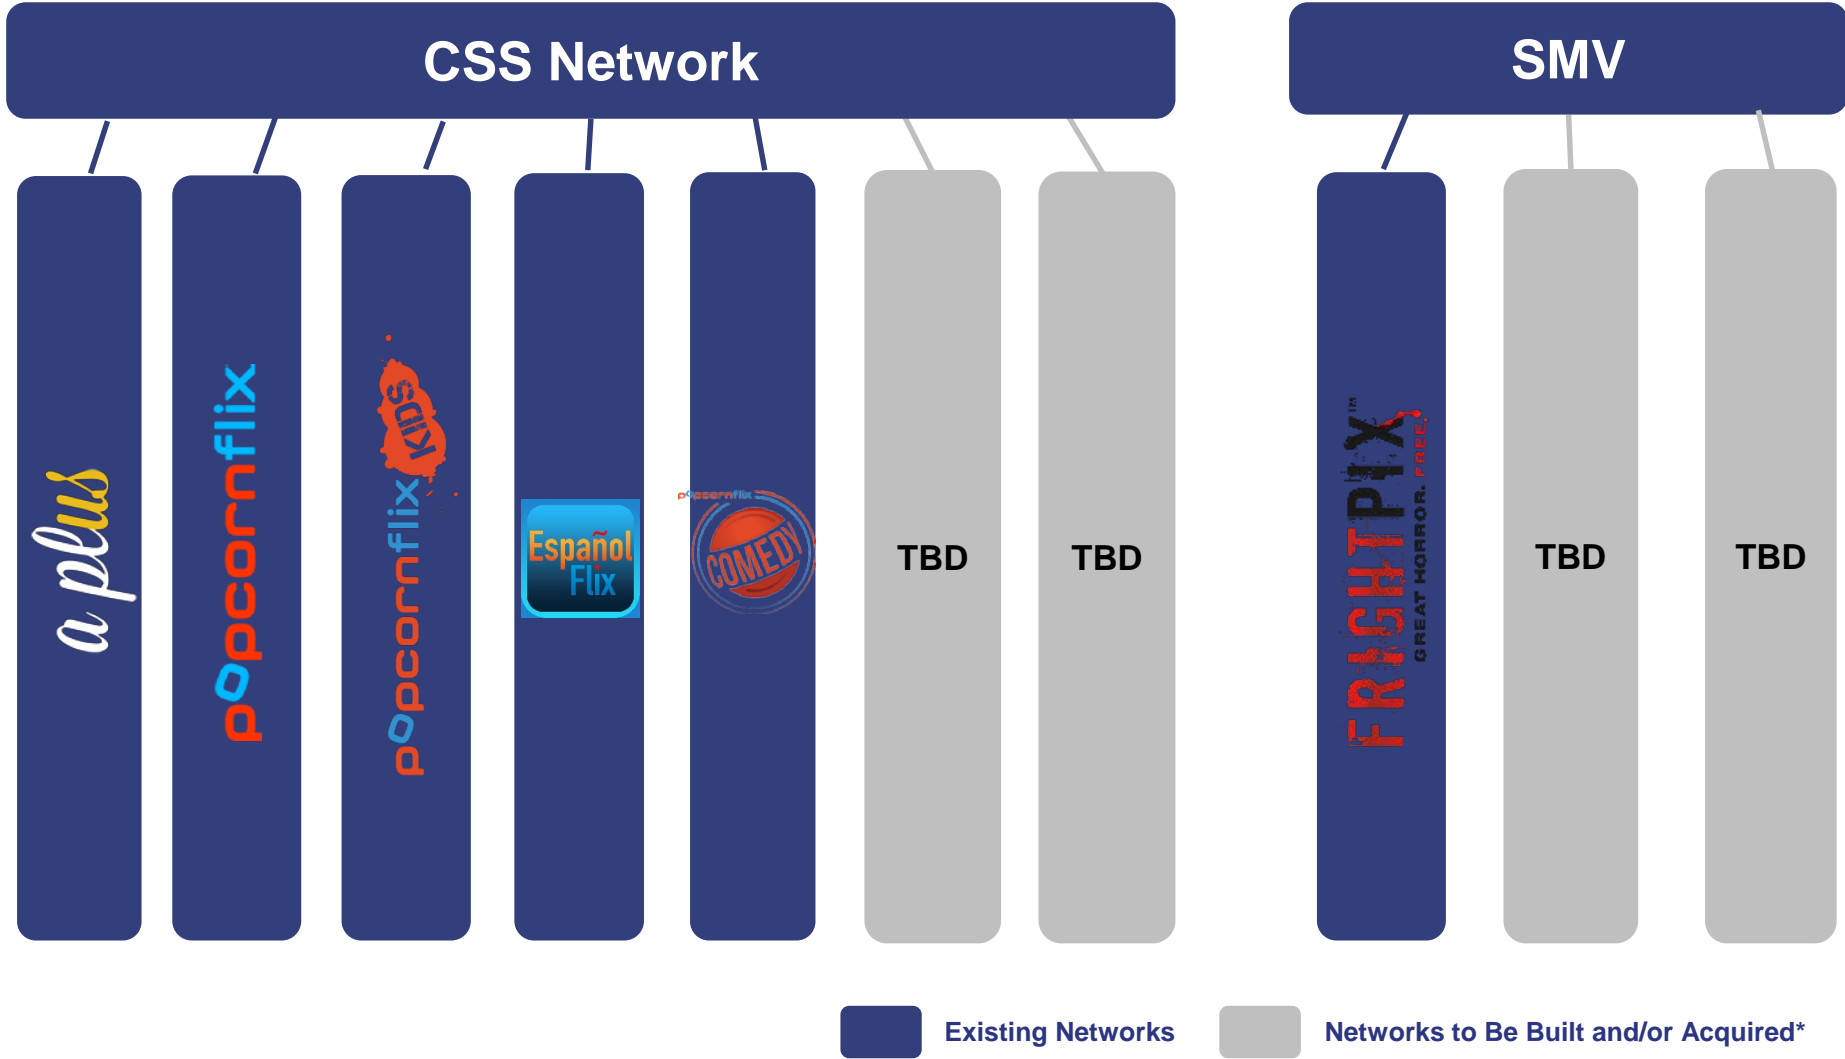 CSS Network
SMV
a plus
popcornflix
popcornflix KIDS
Español
Flix
popcornflix
COMEDY
TBD
TBD
FRIGHTPIX™
GREAT HORROR. FREE.
TBD
TBD
Existing Networks
Networks to Be Built and/or Acquired*